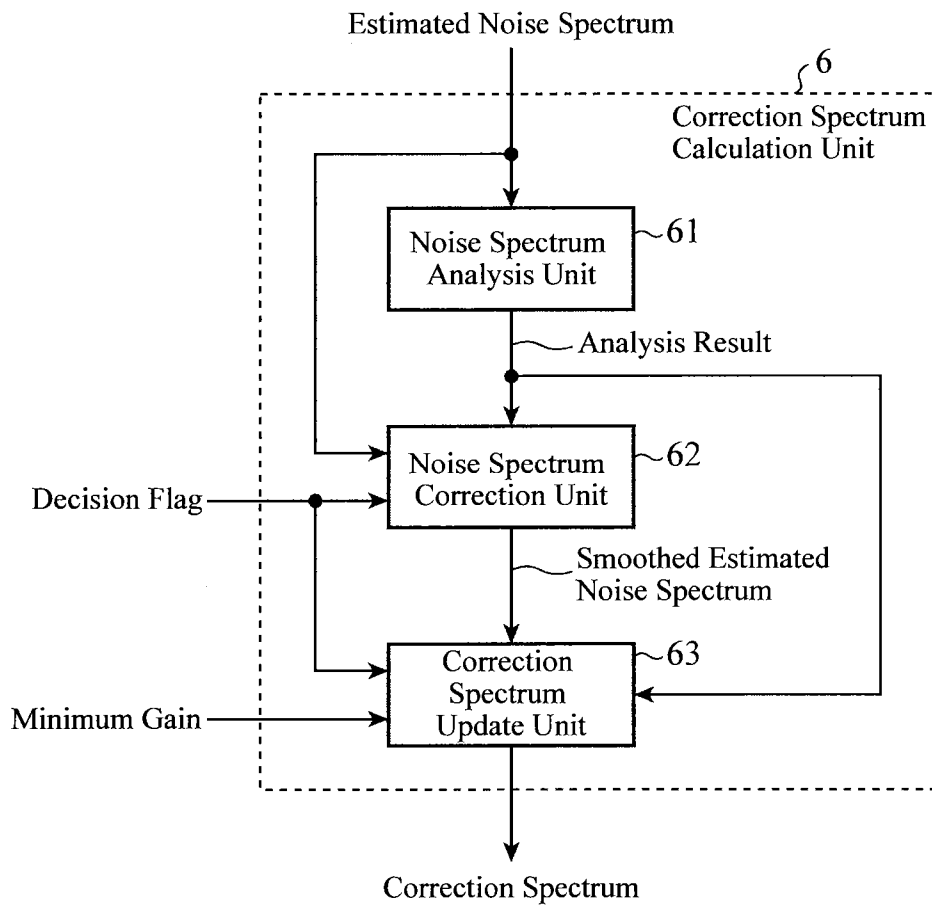 Estimated Noise Spectrum
6
Correction Spectrum
Calculation Unit
Noise Spectrum
Analysis Unit
61
Analysis Result
Noise Spectrum
Correction Unit
62
Decision Flag
Smoothed Estimated
Noise Spectrum
Correction
Spectrum
Update Unit
63
Minimum Gain
Correction Spectrum